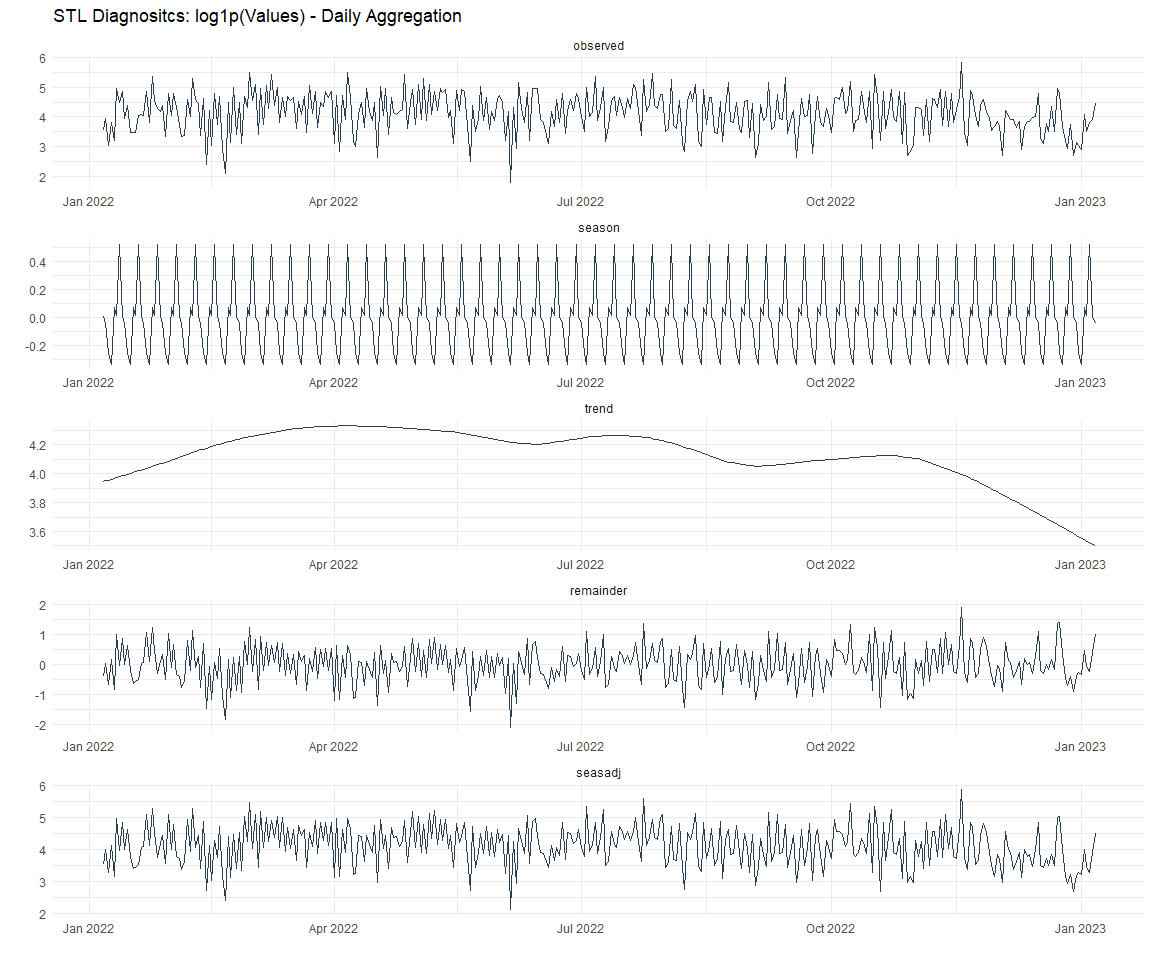 STL Diagnositcs: log1p(Values) - Daily Aggregation
observed
6
5
4
3
2
Jan 2022 Apr 2022 Jul 2022 Oct 2022 Jan 2023
season
0.4
0.2
0.0
-0.2
Jan 2022 Apr 2022 Jul 2022 Oct 2022 Jan 2023
trend
4.2
4.0
3.8
3.6
Jan 2022 Apr 2022 Jul 2022 Oct 2022 Jan 2023
remainder
2
1
0
-1
-2
Jan 2022 Apr 2022 Jul 2022 Oct 2022 Jan 2023
seasadj
6
5
4
3
2
Jan 2022 Apr 2022 Jul 2022 Oct 2022 Jan 2023